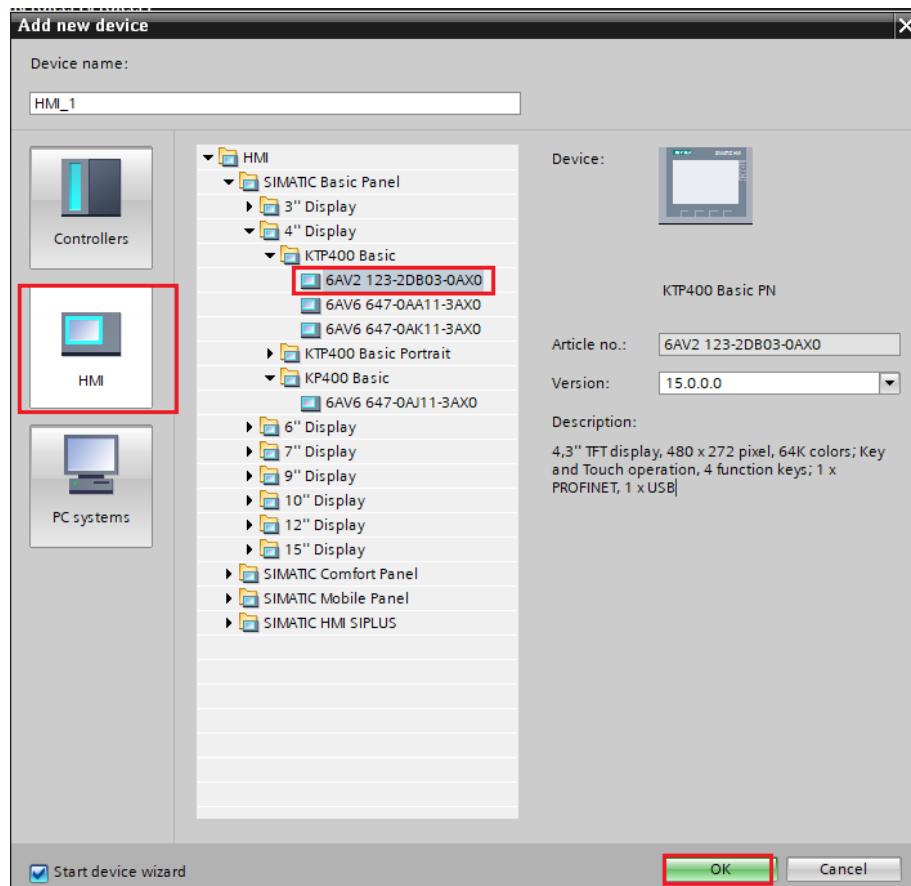 Add new device
Device name:
HMI_1
Controllers
HMI
PC systems
HMI
SIMATIC Basic Panel
3'' Display
4'' Display
KTP400 Basic
6AV2 123-2DB03-0AX0
6AV6 647-0AA11-3AX0
6AV6 647-0AK11-3AX0
KTP400 Basic Portrait
KP400 Basic
6AV6 647-0AJ11-3AX0
6'' Display
7'' Display
9'' Display
10'' Display
12'' Display
15'' Display
SIMATIC Comfort Panel
SIMATIC Mobile Panel
SIMATIC HMI SIPLUS
Device:
SIMATIC HMI
TOUCH
KTP400 Basic PN
Article no.: 6AV2 123-2DB03-0AX0
Version: 15.0.0.0
Description:
4,3'' TFT display, 480 x 272 pixel, 64K colors; Key
and Touch operation, 4 function keys; 1 x
PROFINET, 1 x USB
Start device wizard
OK
Cancel